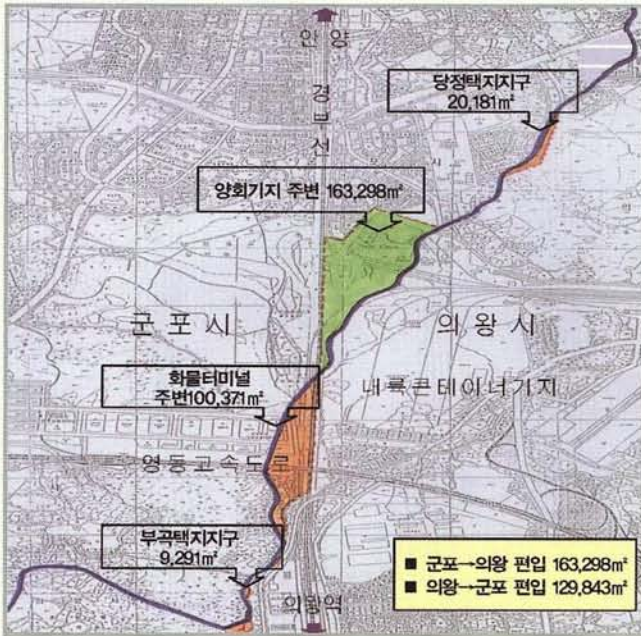 안양
당정택지지구
20,181㎡
경부선
양회기지 주변 163,298㎡
시
군포시
의왕시
화물터미널
주변100,371㎡
내륙큰테이너기지
영동고속도로
부곡택지지구
9,291㎡
■ 군포→의왕 편입 163,298㎡
■ 의왕→군포 편입 129,843㎡
의왕역